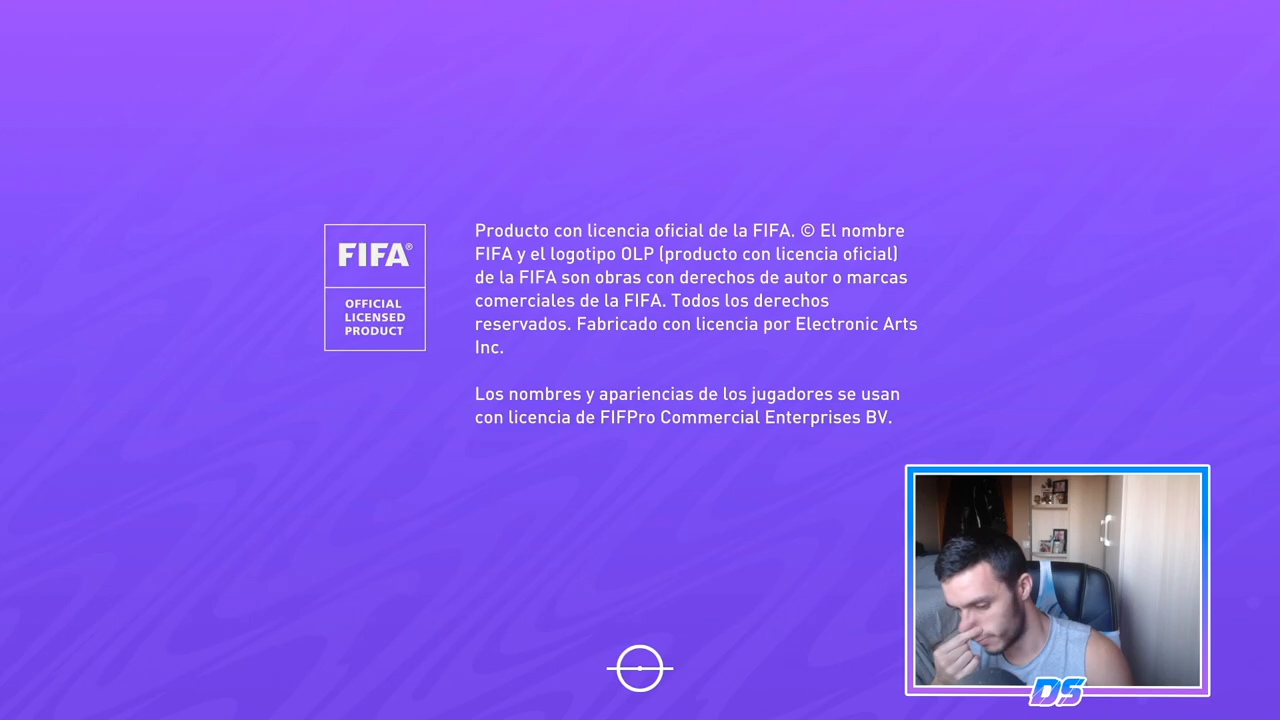 FIFA®
OFFICIAL
LICENSED
PRODUCT
Producto con licencia oficial de la FIFA. © El nombre
FIFA y el logotipo OLP (producto con licencia oficial)
de la FIFA son obras con derechos de autor o marcas
comerciales de la FIFA. Todos los derechos
reservados. Fabricado con licencia por Electronic Arts
Inc.
Los nombres y apariencias de los jugadores se usan
con licencia de FIFPro Commercial Enterprises BV.
DS